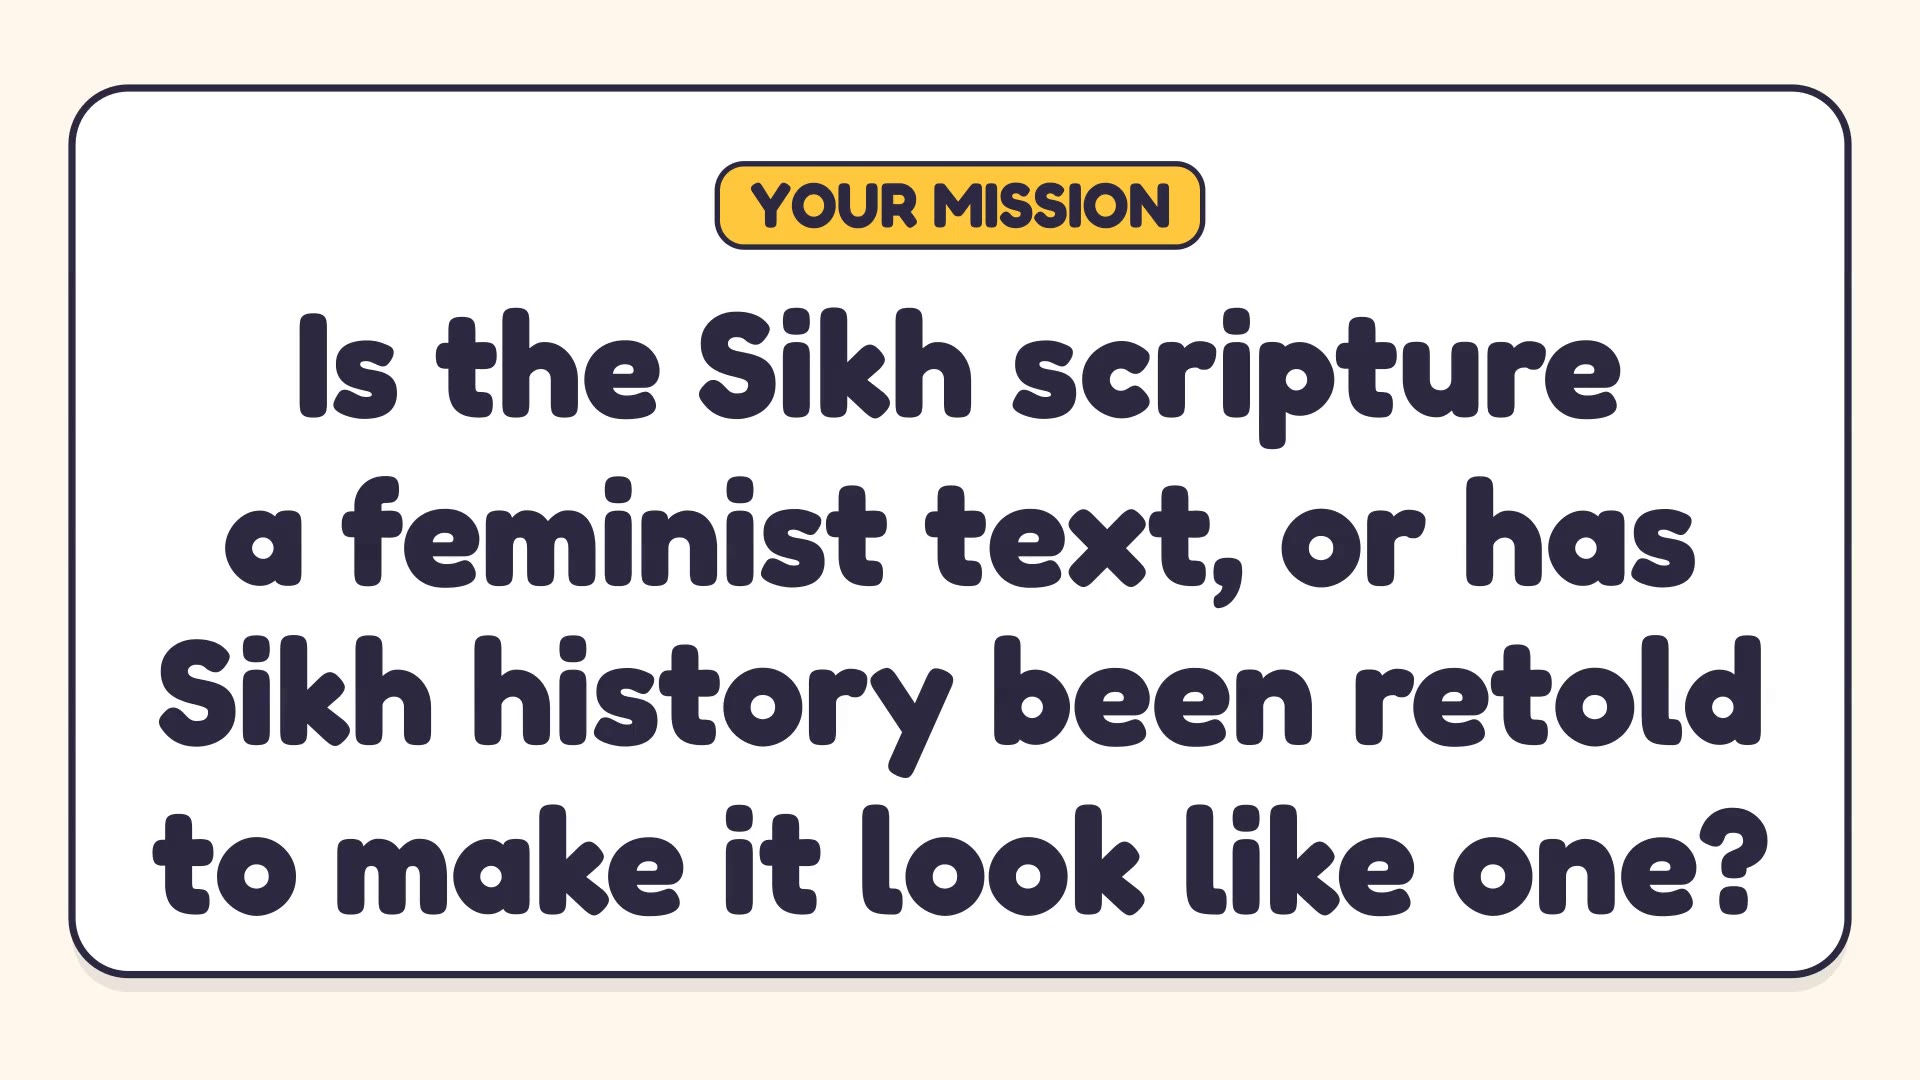 YOUR MISSION
Is the Sikh scripture
a feminist text, or has
Sikh history been retold
to make it look like one?